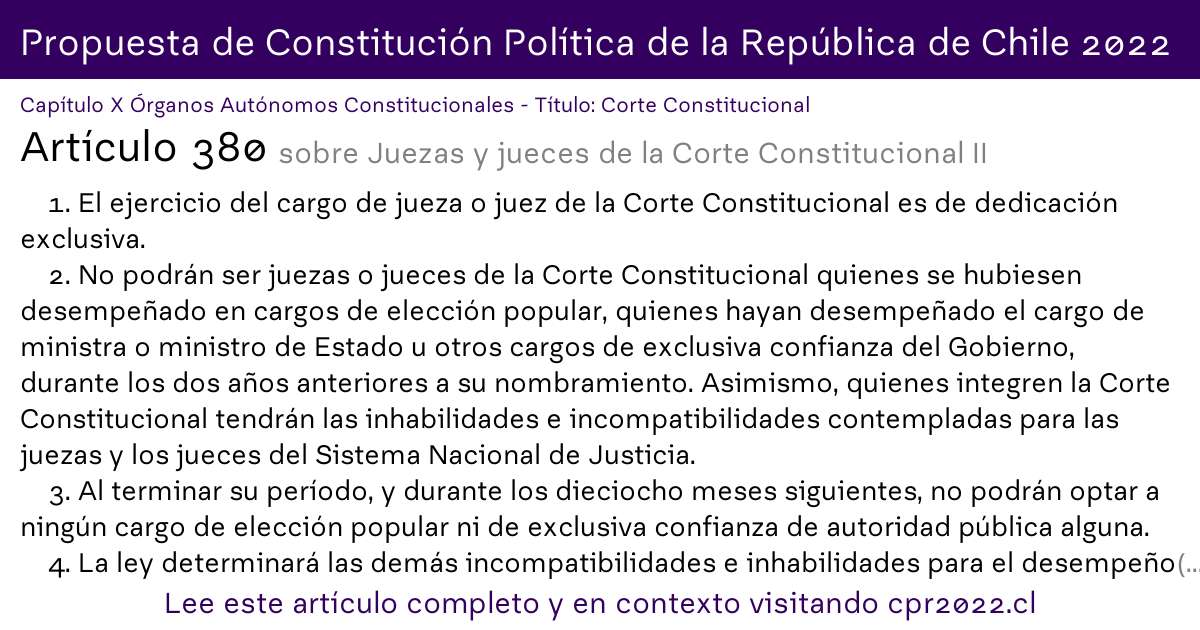 Propuesta de Constitución Política de la República de Chile 2022
Capítulo X Órganos Autónomos Constitucionales - Título: Corte Constitucional
Artículo 380 sobre Juezas y jueces de la Corte Constitucional II
1. El ejercicio del cargo de jueza o juez de la Corte Constitucional es de dedicación
exclusiva.
2. No podrán ser juezas o jueces de la Corte Constitucional quienes se hubiesen
desempeñado en cargos de elección popular, quienes hayan desempeñado el cargo de
ministra o ministro de Estado u otros cargos de exclusiva confianza del Gobierno,
durante los dos años anteriores a su nombramiento. Asimismo, quienes integren la Corte
Constitucional tendrán las inhabilidades e incompatibilidades contempladas para las
juezas y los jueces del Sistema Nacional de Justicia.
3. Al terminar su período, y durante los dieciocho meses siguientes, no podrán optar a
ningún cargo de elección popular ni de exclusiva confianza de autoridad pública alguna.
4. La ley determinará las demás incompatibilidades e inhabilidades para el desempeño(...
Lee este artículo completo y en contexto visitando cpr2022.cl